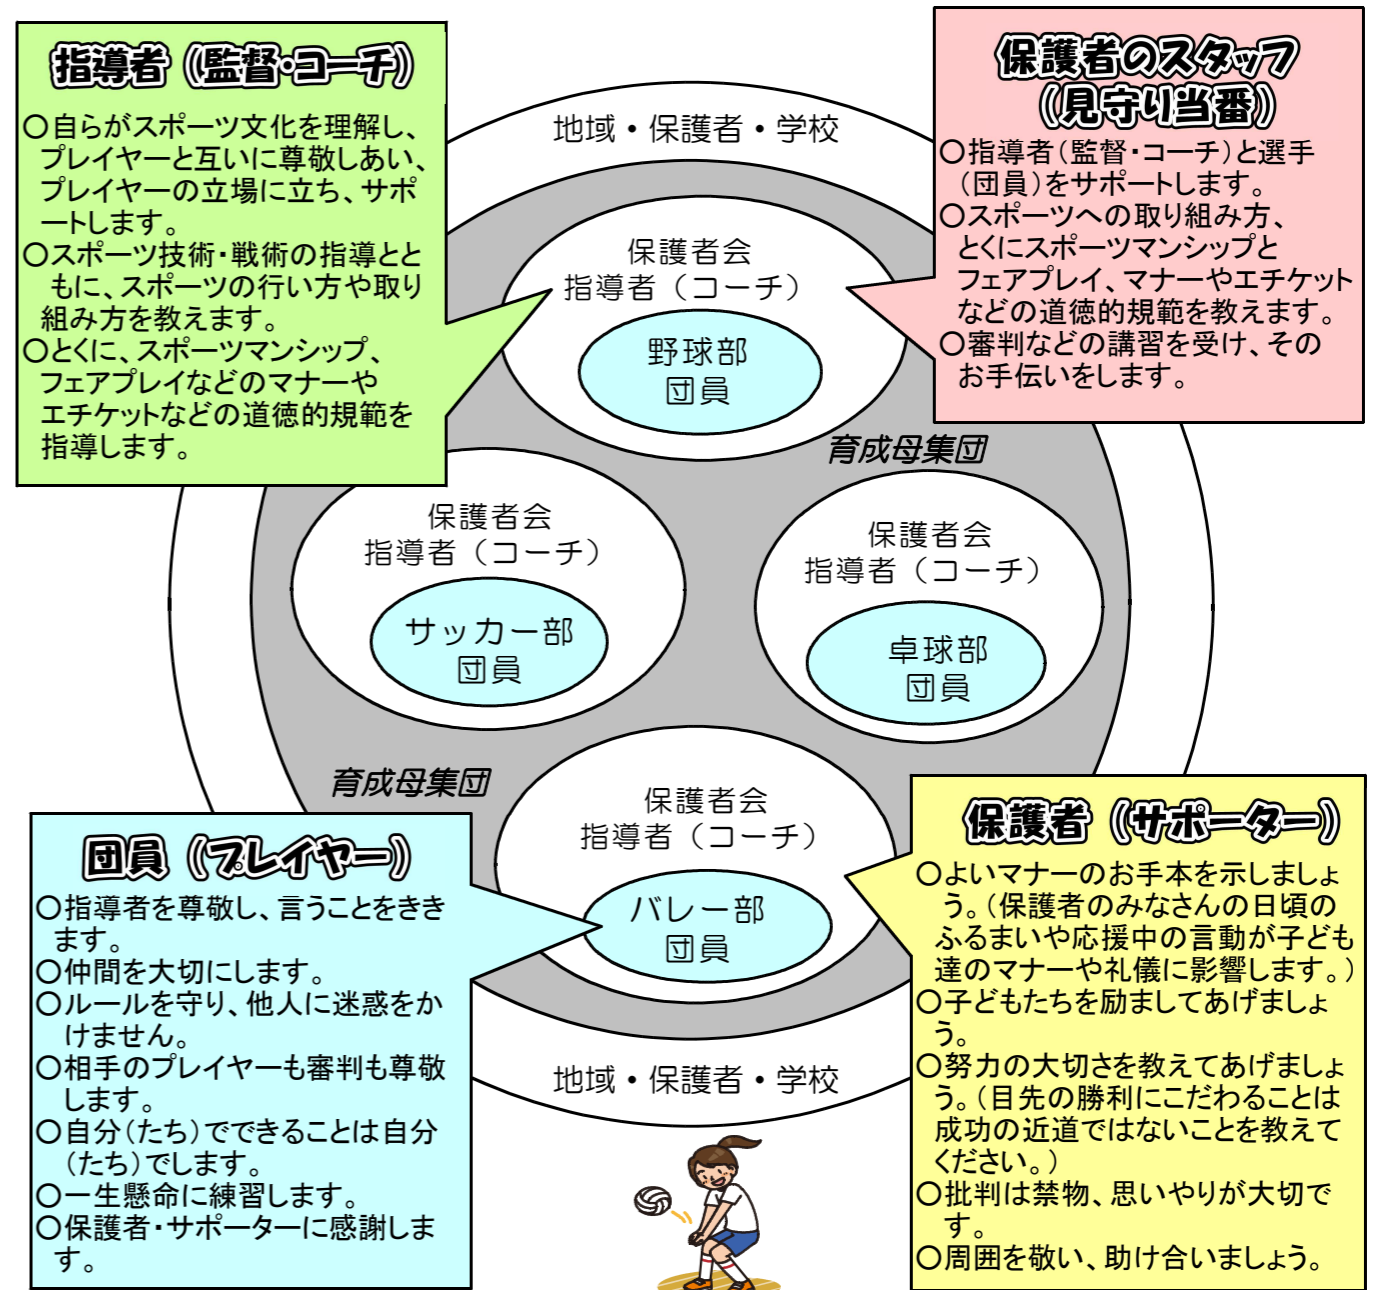 指導者(監督・コーチ)
○自らがスポーツ文化を理解し、
プレイヤーと互いに尊敬しあい、
プレイヤーの立場に立ち、サポ
ートします。
○スポーツ技術・戦術の指導とと
もに、スポーツの行い方や取り
組み方を教えます。
○とくに、スポーツマンシップ、
フェアプレイなどのマナーや
エチケットなどの道徳的規範を
指導します。
保護者のスタッフ
(見守り当番)
○指導者(監督・コーチ)と選手
(団員)をサポートします。
○スポーツへの取り組み方、
とくにスポーツマンシップと
フェアプレイ、マナーやエチケット
などの道徳的規範を教えます。
○審判などの講習を受け、その
お手伝いをします。
地域・保護者・学校
保護者会
指導者(コーチ)
野球部
団員
育成母集団
保護者会
指導者(コーチ)
サッカー部
団員
保護者会
指導者(コーチ)
卓球部
団員
育成母集団
保護者会
指導者(コーチ)
バレー部
団員
地域・保護者・学校
団員(プレイヤー)
○指導者を尊敬し、言うことをきき
ます。
○仲間を大切にします。
○ルールを守り、他人に迷惑をか
けません。
○相手のプレイヤーも審判も尊敬
します。
○自分(たち)でできることは自分
(たち)でします。
○一生懸命に練習します。
○保護者・サポーターに感謝しま
す。
保護者(サポーター)
○よいマナーのお手本を示しましょ
う。(保護者のみなさんの日頃の
ふるまいや応援中の言動が子ども
達のマナーや礼儀に影響します。)
○子どもたちを励ましてあげましょ
う。
○努力の大切さを教えてあげましょ
う。(目先の勝利にこだわることは
成功の近道ではないことを教えて
ください。)
○批判は禁物、思いやりが大切で
す。
○周囲を敬い、助け合いましょう。